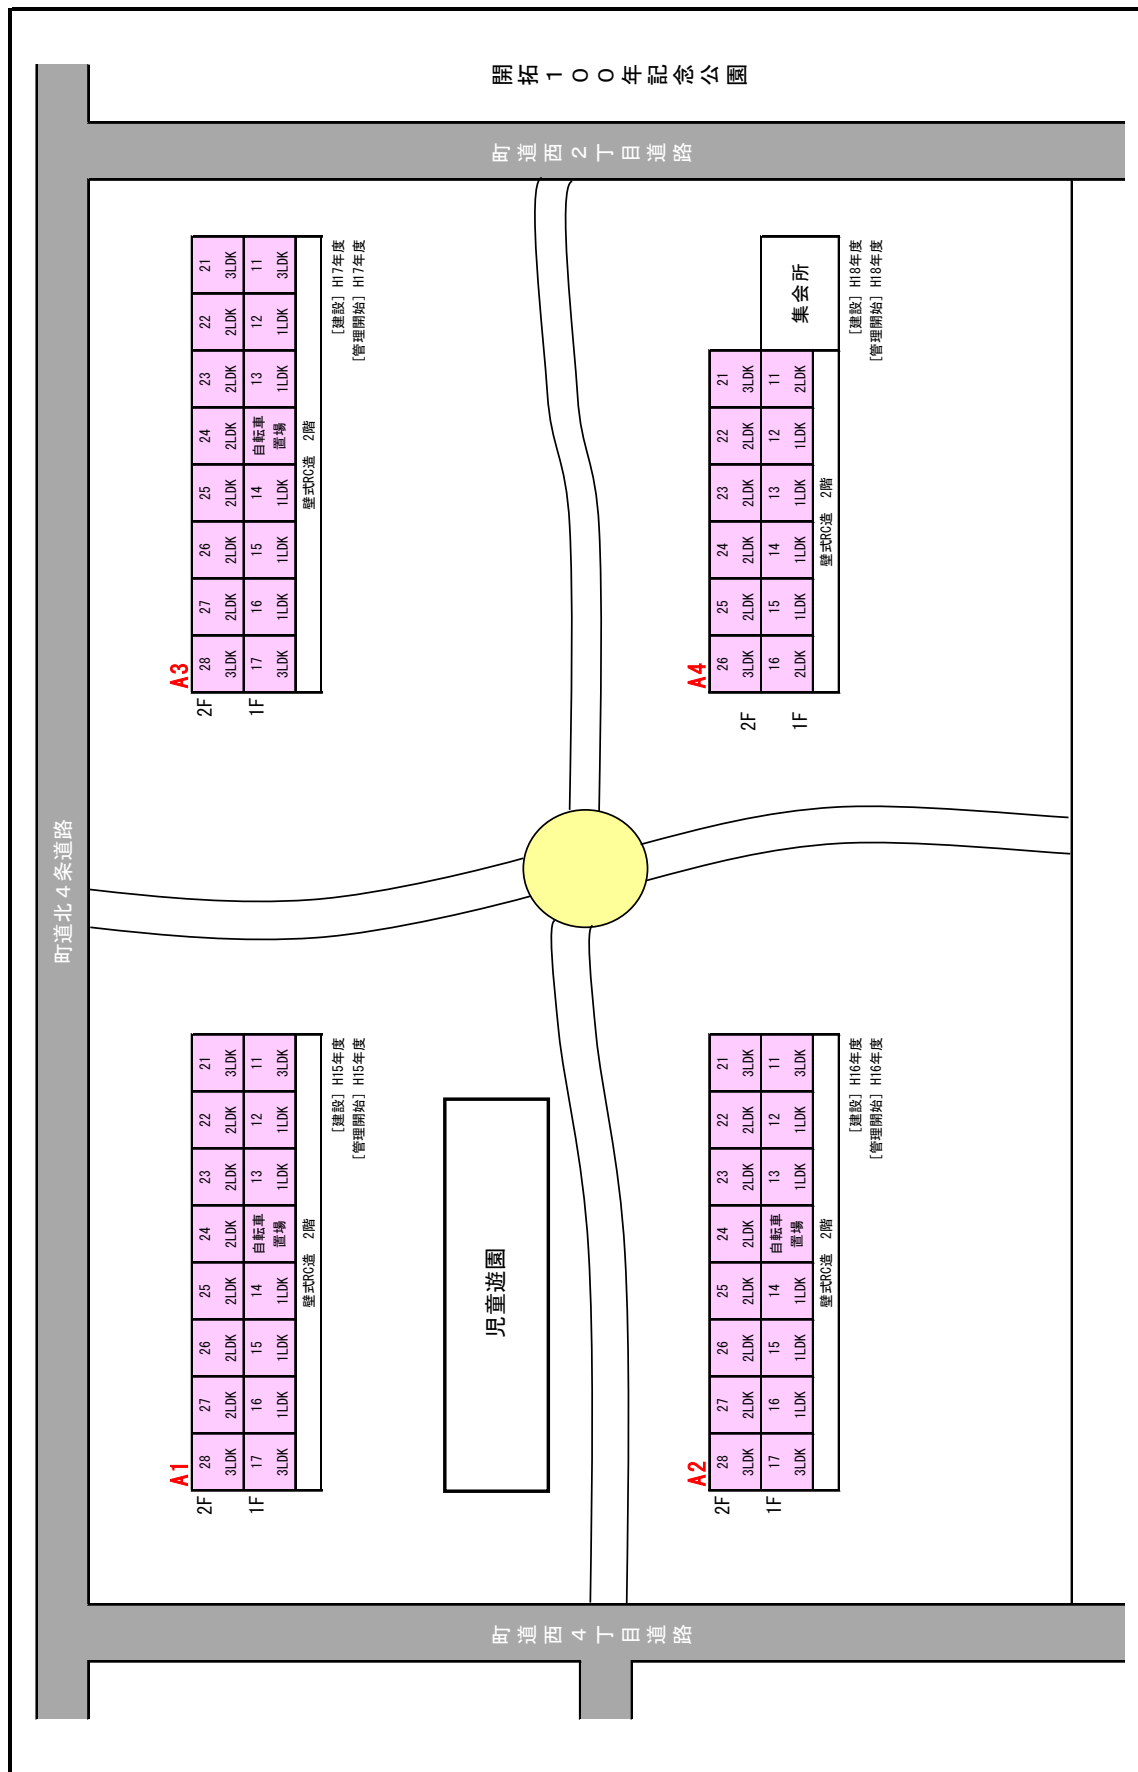 町道北４条道路
開拓１００年記念公園
町道西２丁目道路
町道西４丁目道路
A1
2F
28 27 26 25 24 23 22 21
3LDK 2LDK 2LDK 2LDK 2LDK 2LDK 2LDK 3LDK
1F
17 16 15 14 自転車 13 12 11
3LDK 1LDK 1LDK 1LDK 置場 1LDK 1LDK 3LDK
壁式RC造 2階
[建設] H15年度
[管理開始] H15年度
A3
2F
28 27 26 25 24 23 22 21
3LDK 2LDK 2LDK 2LDK 2LDK 2LDK 2LDK 3LDK
1F
17 16 15 14 自転車 13 12 11
3LDK 1LDK 1LDK 1LDK 置場 1LDK 1LDK 3LDK
壁式RC造 2階
[建設] H17年度
[管理開始] H17年度
児童遊園
A2
2F
28 27 26 25 24 23 22 21
3LDK 2LDK 2LDK 2LDK 2LDK 2LDK 2LDK 3LDK
1F
17 16 15 14 自転車 13 12 11
3LDK 1LDK 1LDK 1LDK 置場 1LDK 1LDK 3LDK
壁式RC造 2階
[建設] H16年度
[管理開始] H16年度
A4
2F
26 25 24 23 22 21
3LDK 2LDK 2LDK 2LDK 2LDK 3LDK
1F
16 15 14 13 12 11
2LDK 1LDK 1LDK 1LDK 1LDK 2LDK
集会所
壁式RC造 2階
[建設] H18年度
[管理開始] H18年度